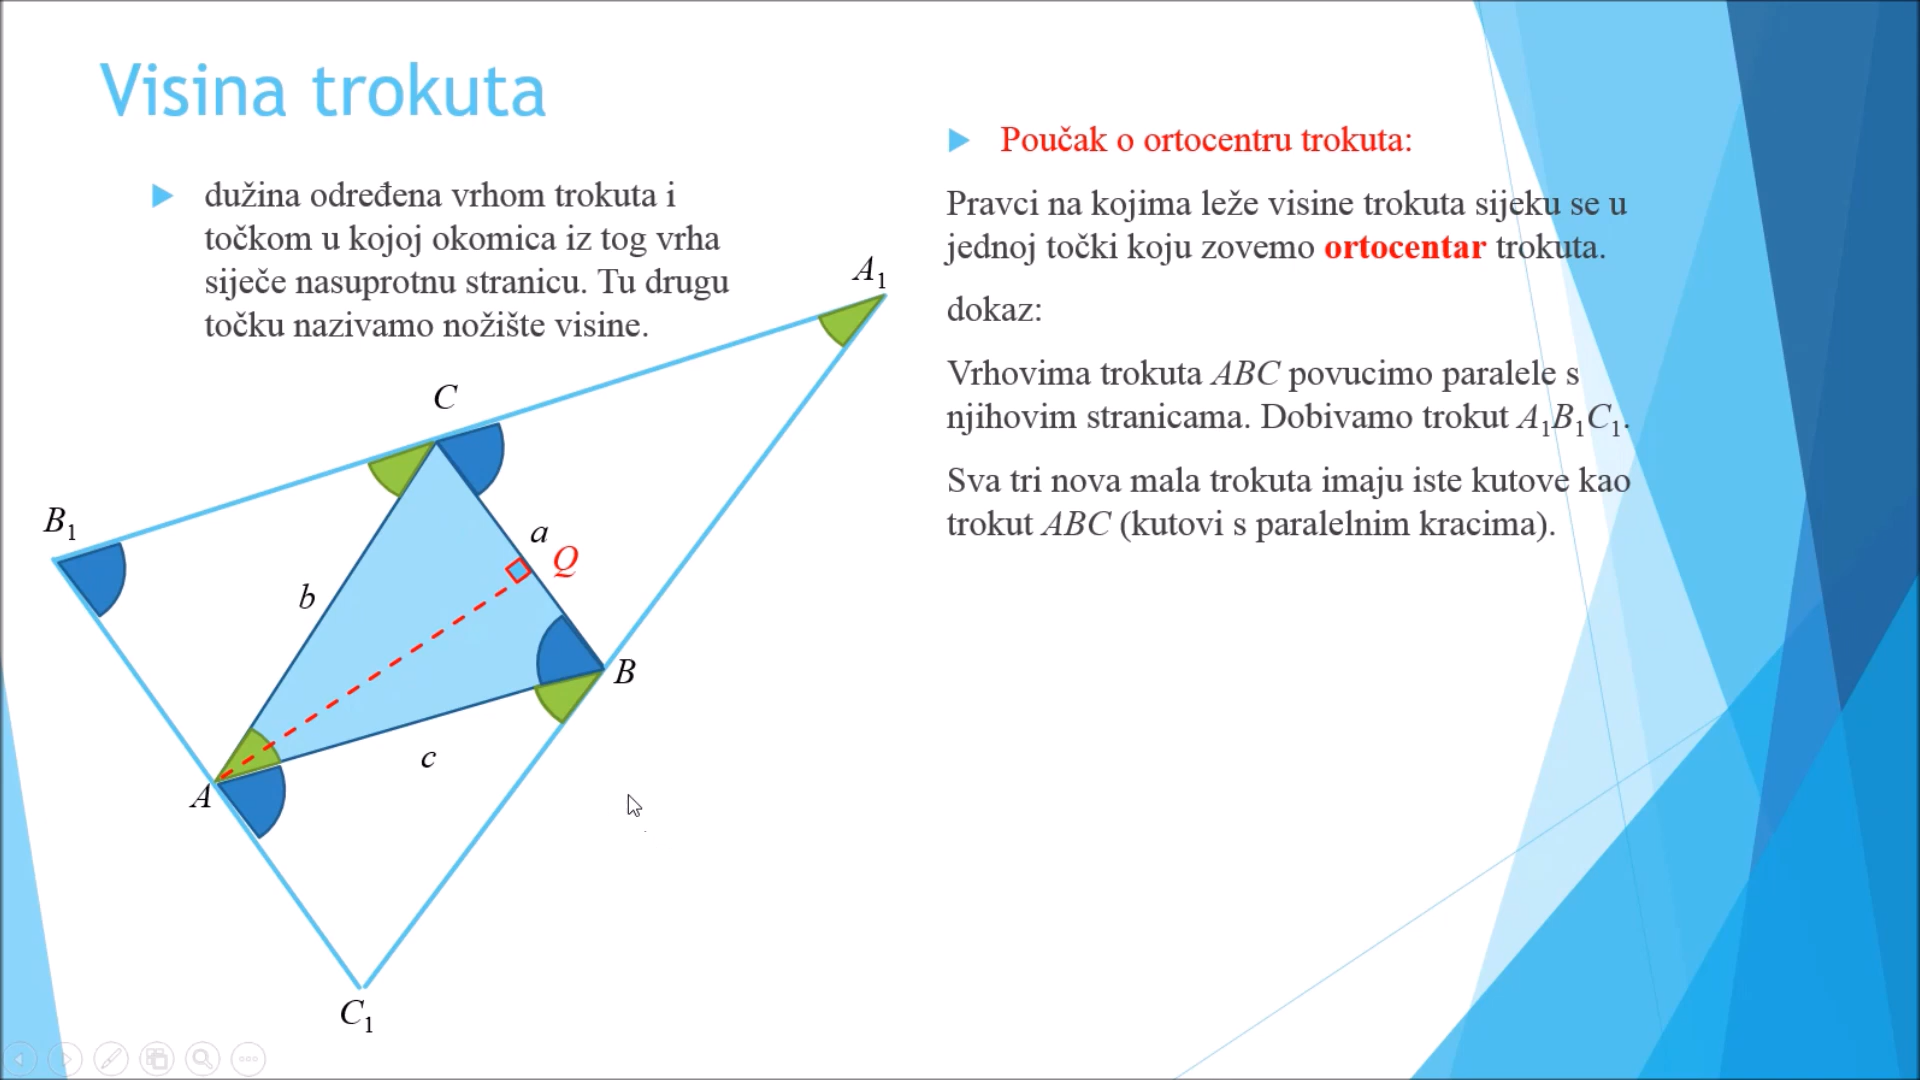 Visina trokuta
dužina određena vrhom trokuta i
točkom u kojoj okomica iz tog vrha
siječe nasuprotnu stranicu. Tu drugu
točku nazivamo nožište visine.
Poučak o ortocentru trokuta:
Pravci na kojima leže visine trokuta sijeku se u
jednoj točki koju zovemo ortocentar trokuta.
dokaz:
Vrhovima trokuta ABC povucimo paralele s
njihovim stranicama. Dobivamo trokut A₁B₁C₁.
Sva tri nova mala trokuta imaju iste kutove kao
trokut ABC (kutovi s paralelnim kracima).
A₁
C
B₁
a
Q
b
B
c
A
C₁